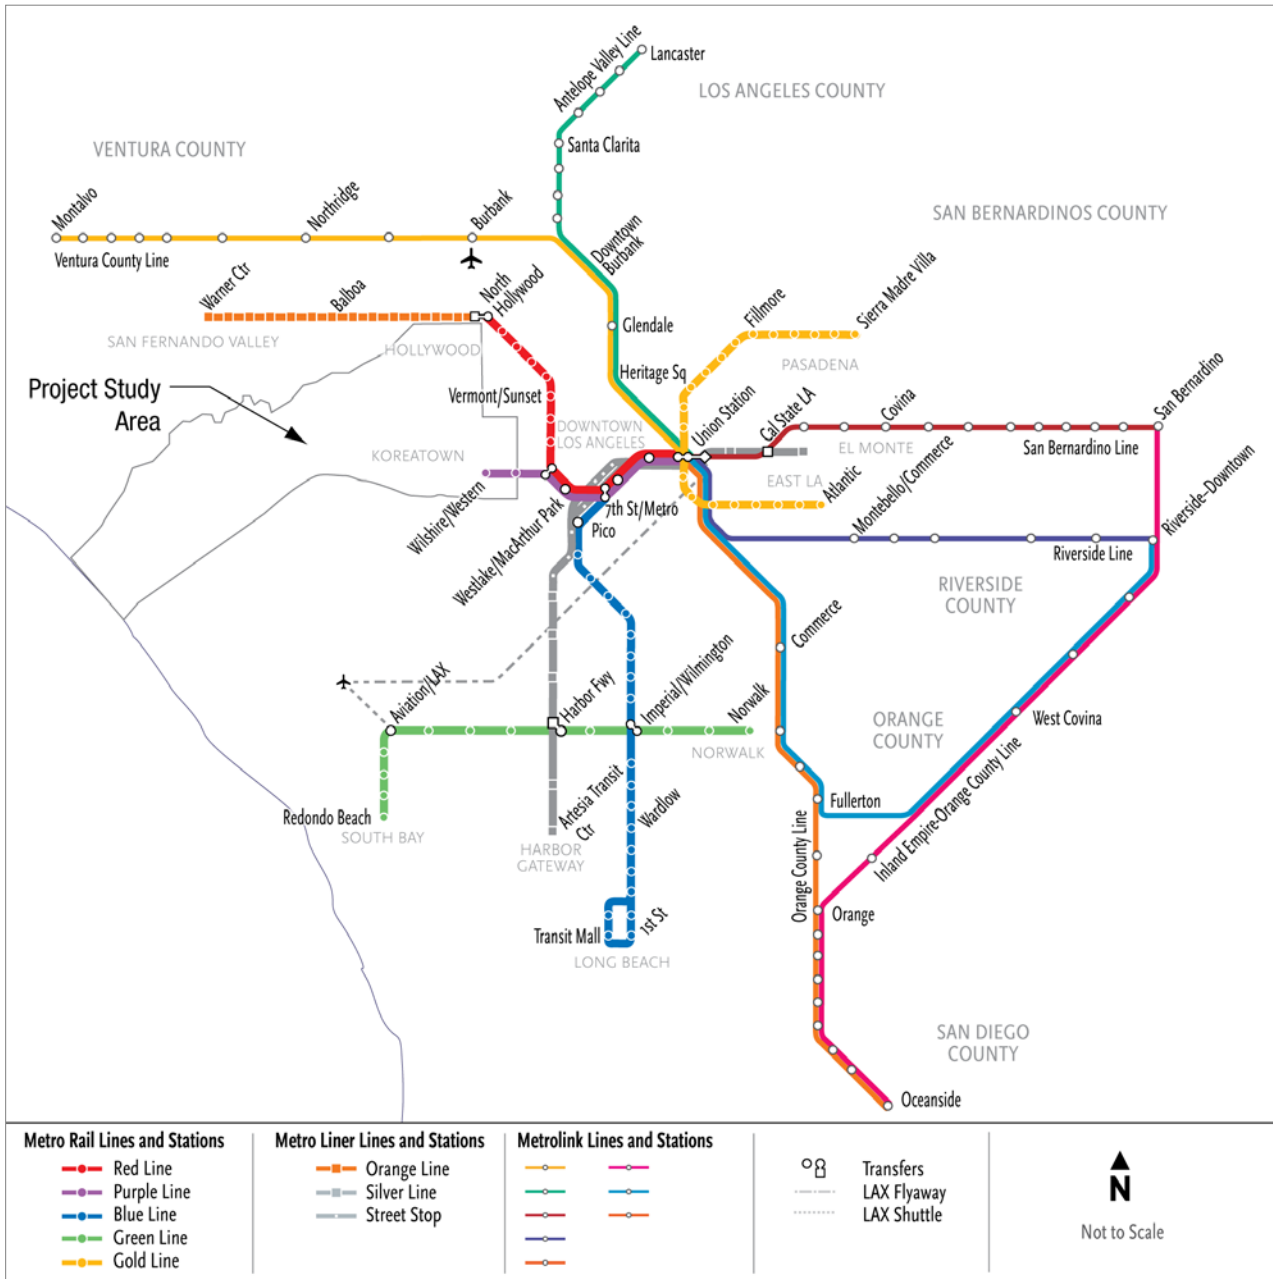 Antelope Valley Line
Lancaster
LOS ANGELES COUNTY
Santa Clarita
VENTURA COUNTY
Montalvo
Northridge
Burbank
SAN BERNARDINOS COUNTY
Ventura County Line
Downtown
Burbank
Warner Ctr
Balboa
North
Hollywood
Fillmore
Sierra Madre Villa
SAN FERNANDO VALLEY
HOLLYWOOD
Glendale
PASADENA
Project Study
Area
Heritage Sq
Vermont/Sunset
Union Station
Cal State LA
Covina
San Bernardino
DOWNTOWN
LOS ANGELES
KOREATOWN
EL MONTE
San Bernardino Line
EAST LA
Atlantic
Montebello/Commerce
Riverside-Downtown
Wilshire/Western
Westlake/MacArthur Park
7th St/Metro
Pico
Riverside Line
RIVERSIDE
COUNTY
Commerce
Aviation/LAX
Harbor Fwy
Imperial/Wilmington
Norwalk
NORWALK
West Covina
ORANGE
COUNTY
Redondo Beach
SOUTH BAY
Artesia Transit
Ctr
HARBOR
GATEWAY
Wardlow
Fullerton
Orange County Line
Inland Empire-Orange County Line
Orange
Transit Mall
1st St
LONG BEACH
SAN DIEGO
COUNTY
Oceanside
Metro Rail Lines and Stations
Red Line
Purple Line
Blue Line
Green Line
Gold Line
Metro Liner Lines and Stations
Orange Line
Silver Line
Street Stop
Metrolink Lines and Stations
Transfers
LAX Flyaway
LAX Shuttle
N
Not to Scale